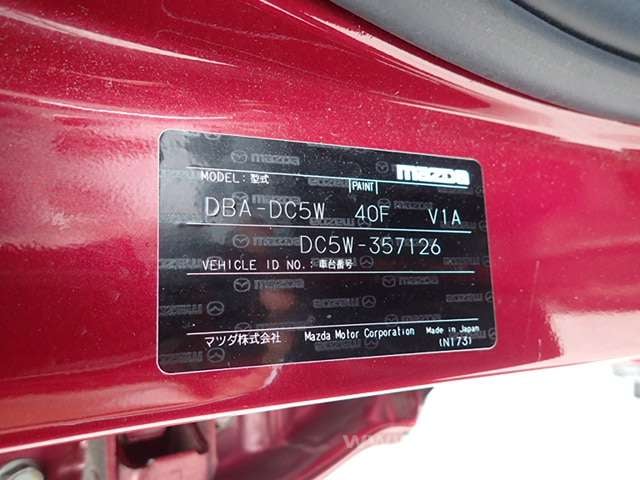 mazda
MODEL: 型式 PAINT
DBA-DC5W 40F V1A
DC5W-357126
VEHICLE ID NO.: 車台番号
マツダ株式会社 Mazda Motor Corporation Made in Japan
(N173)